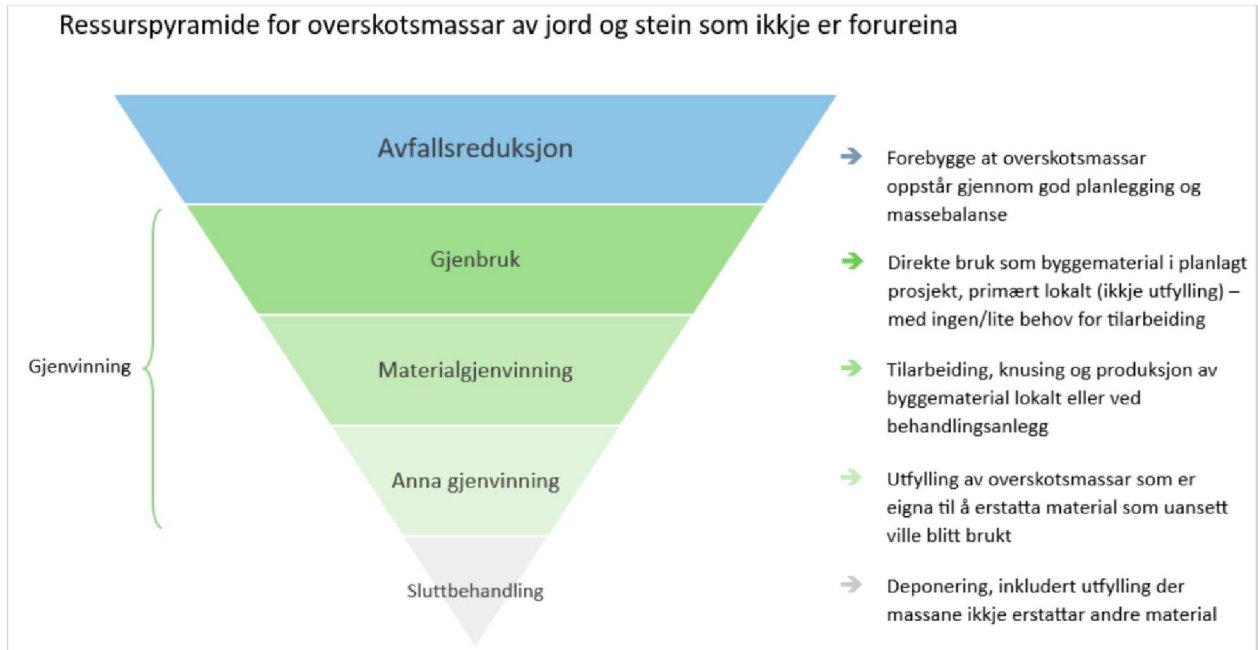 Ressurspyramide for overskotsmassar av jord og stein som ikkje er forureina
Avfallsreduksjon
Forebygge at overskotsmassar
oppstår gjennom god planlegging og
massebalanse
Gjenvinning
Gjenbruk
Direkte bruk som byggematerial i planlagt
prosjekt, primært lokalt (ikkje utfylling) –
med ingen/lite behov for tilarbeiding
Materialgjenvinning
Tilarbeiding, knusing og produksjon av
byggematerial lokalt eller ved
behandlingsanlegg
Anna gjenvinning
Utfylling av overskotsmassar som er
eigna til å erstatta material som uansett
ville blitt brukt
Sluttbehandling
Deponering, inkludert utfylling der
massane ikkje erstattar andre material